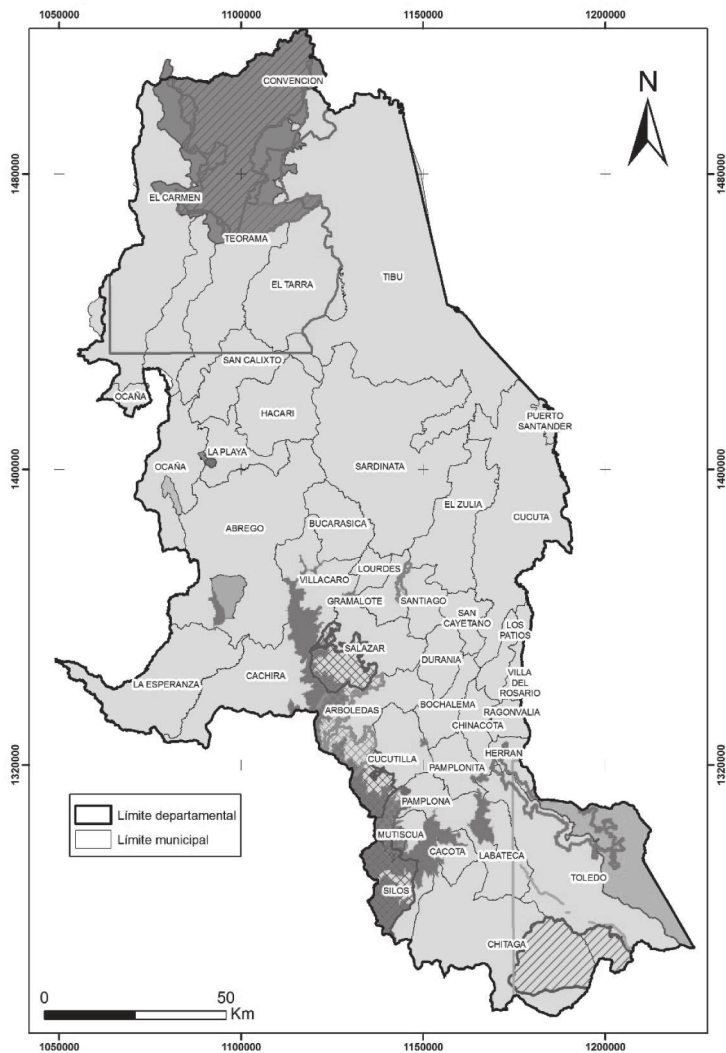 1050000 1100000 1150000 1200000
N
CONVENCION
1480000 1480000
EL CARMEN
TEORAMA
EL TARRA
TIBU
SAN CALIXTO
OCAÑA
HACARI
PUERTO
SANTANDER
LA PLAYA
OCAÑA
SARDINATA
1400000 1400000
EL ZULIA
CUCUTA
ABREGO
BUCARASICA
LOURDES
VILLACARO
GRAMALOTE
SANTIAGO
SAN
CAYETANO
LOS
PATIOS
SALAZAR
DURANIA
VILLA
DEL
ROSARIO
LA ESPERANZA
CACHIRA
ARBOLEDAS
BOCHALEMA
RAGONVALIA
CHINACOTA
HERRAN
CUCUTILLA
PAMPLONITA
1320000 1320000
PAMPLONA
Límite departamental
Límite municipal
MUTISCUA
CACOTA
LABATECA
TOLEDO
SILOS
CHITAGA
0 50
Km
1050000 1100000 1150000 1200000